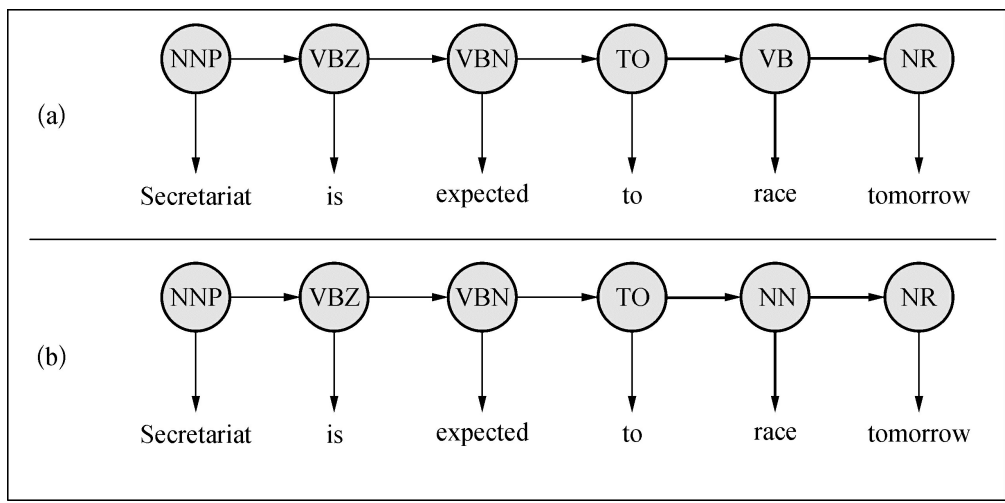 NNP VBZ VBN TO VB NR
(a)
Secretariat is expected to race tomorrow
NNP VBZ VBN TO NN NR
(b)
Secretariat is expected to race tomorrow